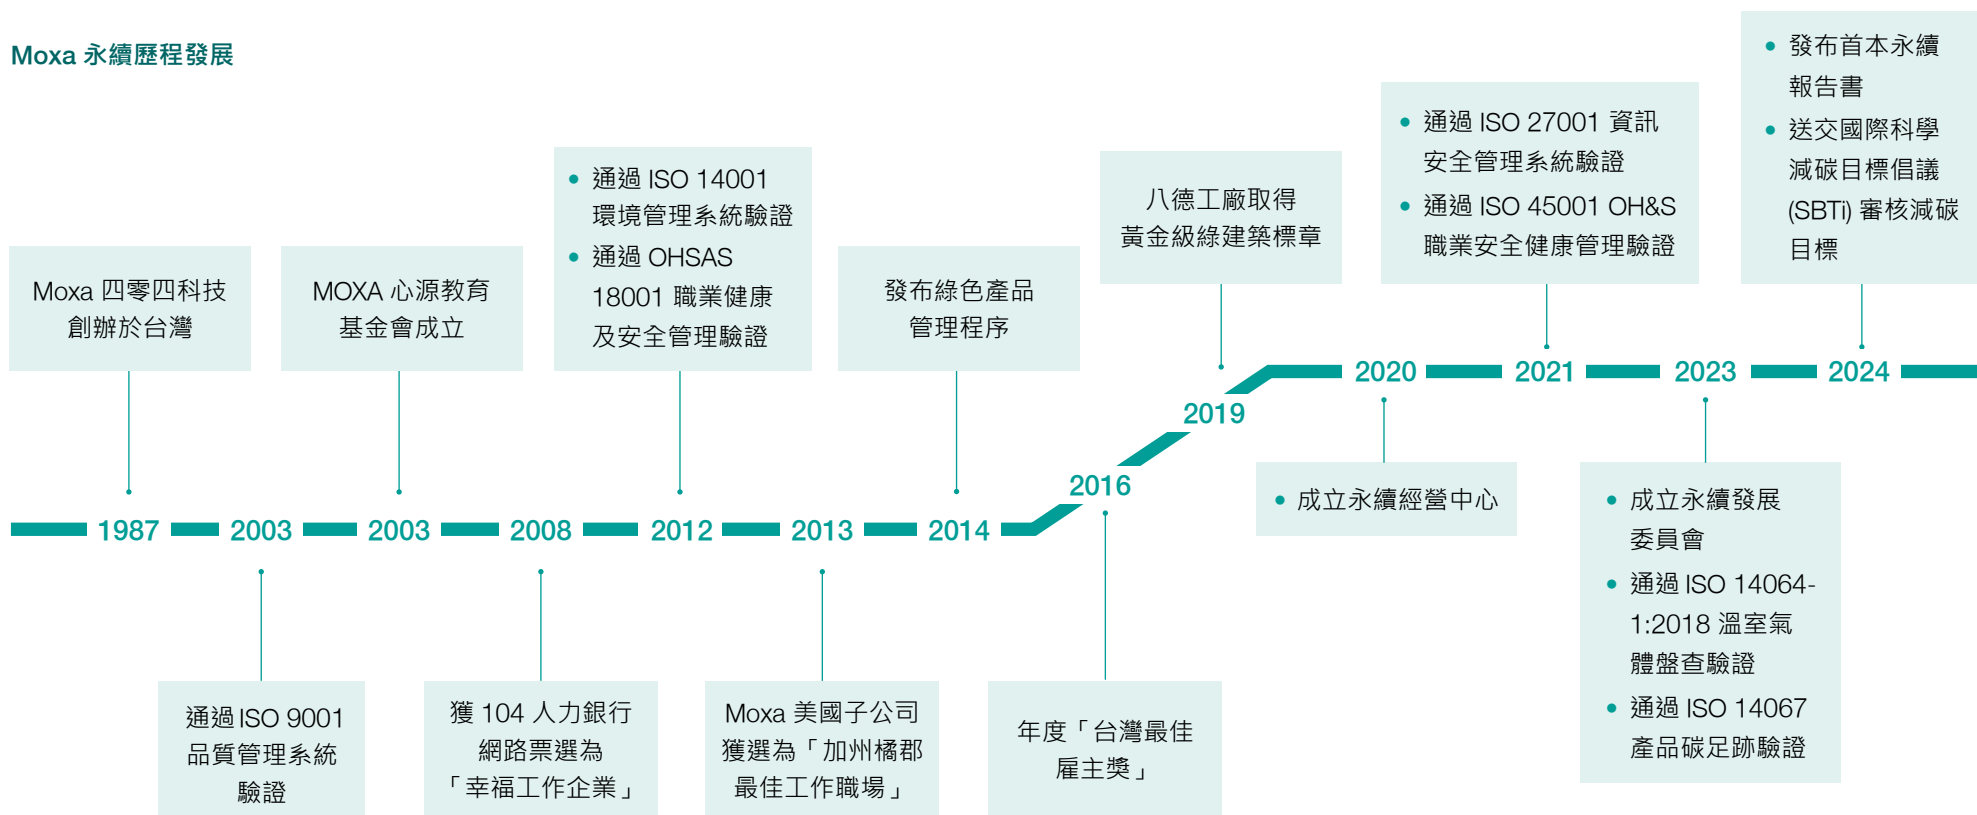 Moxa 永續歷程發展
Moxa 四零四科技
創辦於台灣
MOXA 心源教育
基金會成立
通過 ISO 14001
環境管理系統驗證
通過 OHSAS
18001 職業健康
及安全管理驗證
發布綠色產品
管理程序
八德工廠取得
黃金級綠建築標章
通過 ISO 27001 資訊
安全管理系統驗證
通過 ISO 45001 OH&S
職業安全健康管理驗證
發布首本永續
報告書
送交國際科學
減碳目標倡議
(SBTi) 審核減碳
目標
1987
2003
2003
2008
2012
2013
2014
2016
2019
2020
2021
2023
2024
通過 ISO 9001
品質管理系統
驗證
獲 104 人力銀行
網路票選為
「幸福工作企業」
Moxa 美國子公司
獲選為「加州橘郡
最佳工作職場」
年度「台灣最佳
雇主獎」
成立永續經營中心
成立永續發展
委員會
通過 ISO 14064-
1:2018 溫室氣
體盤查驗證
通過 ISO 14067
產品碳足跡驗證